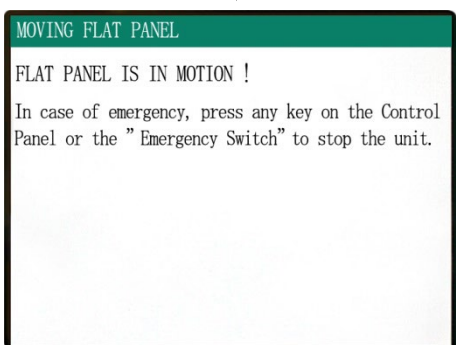 MOVING FLAT PANEL
FLAT PANEL IS IN MOTION !
In case of emergency, press any key on the Control
Panel or the ” Emergency Switch” to stop the unit.